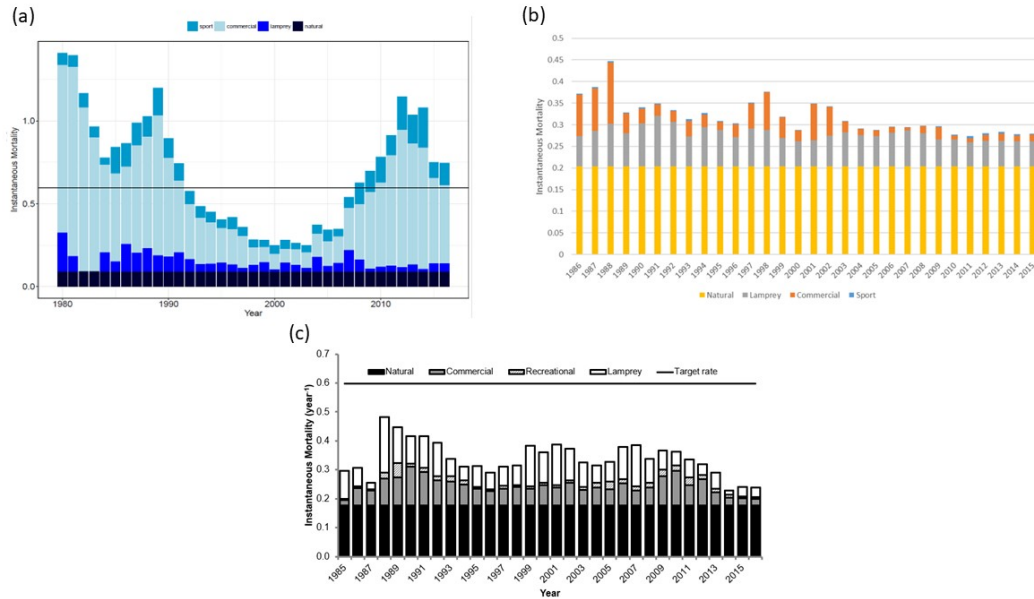 (a)
sport commercial lamprey natural
1.0
0.5
0.0
Instantaneous Mortality
1980 1990 2000 2010
Year
(b)
0.5
0.45
0.4
0.35
0.3
0.25
0.2
0.15
0.1
0.05
0
Instantaneous Mortality
1986 1987 1988 1989 1990 1991 1992 1993 1994 1995 1996 1997 1998 1999 2000 2001 2002 2003 2004 2005 2006 2007 2008 2009 2010 2011 2012 2013 2014 2015
Natural Lamprey Commercial Sport
(c)
Natural Commercial Recreational Lamprey Target rate
0.7
0.6
0.5
0.4
0.3
0.2
0.1
0.0
Instantaneous Mortality (year⁻¹)
1985 1987 1989 1991 1993 1995 1997 1999 2001 2003 2005 2007 2009 2011 2013 2015
Year